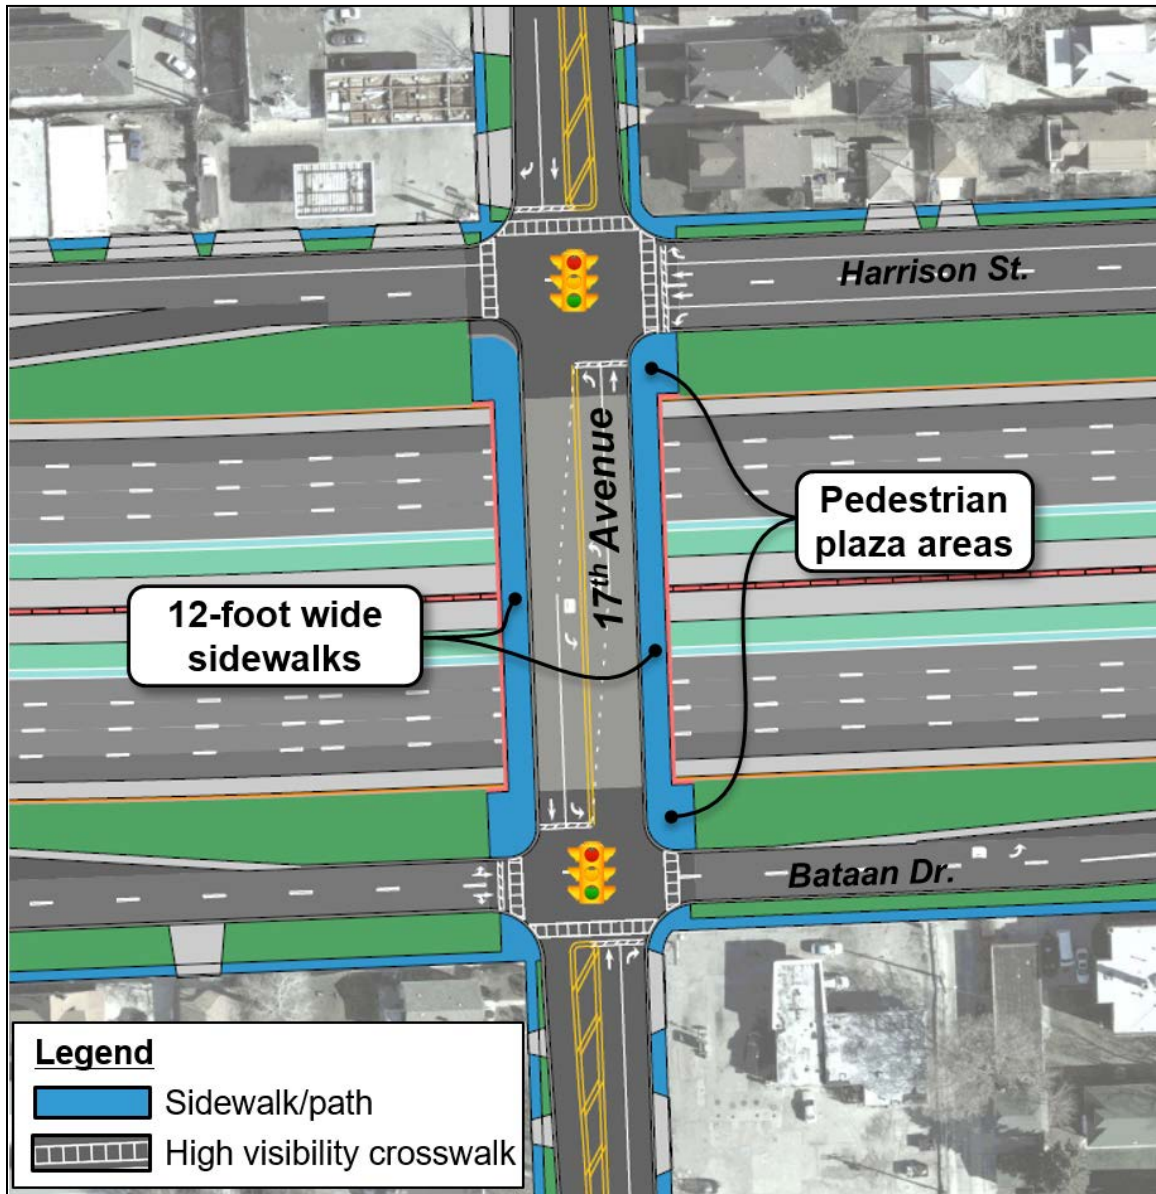 Harrison St.
17th Avenue
Pedestrian
plaza areas
12-foot wide
sidewalks
Bataan Dr.
Legend
Sidewalk/path
High visibility crosswalk